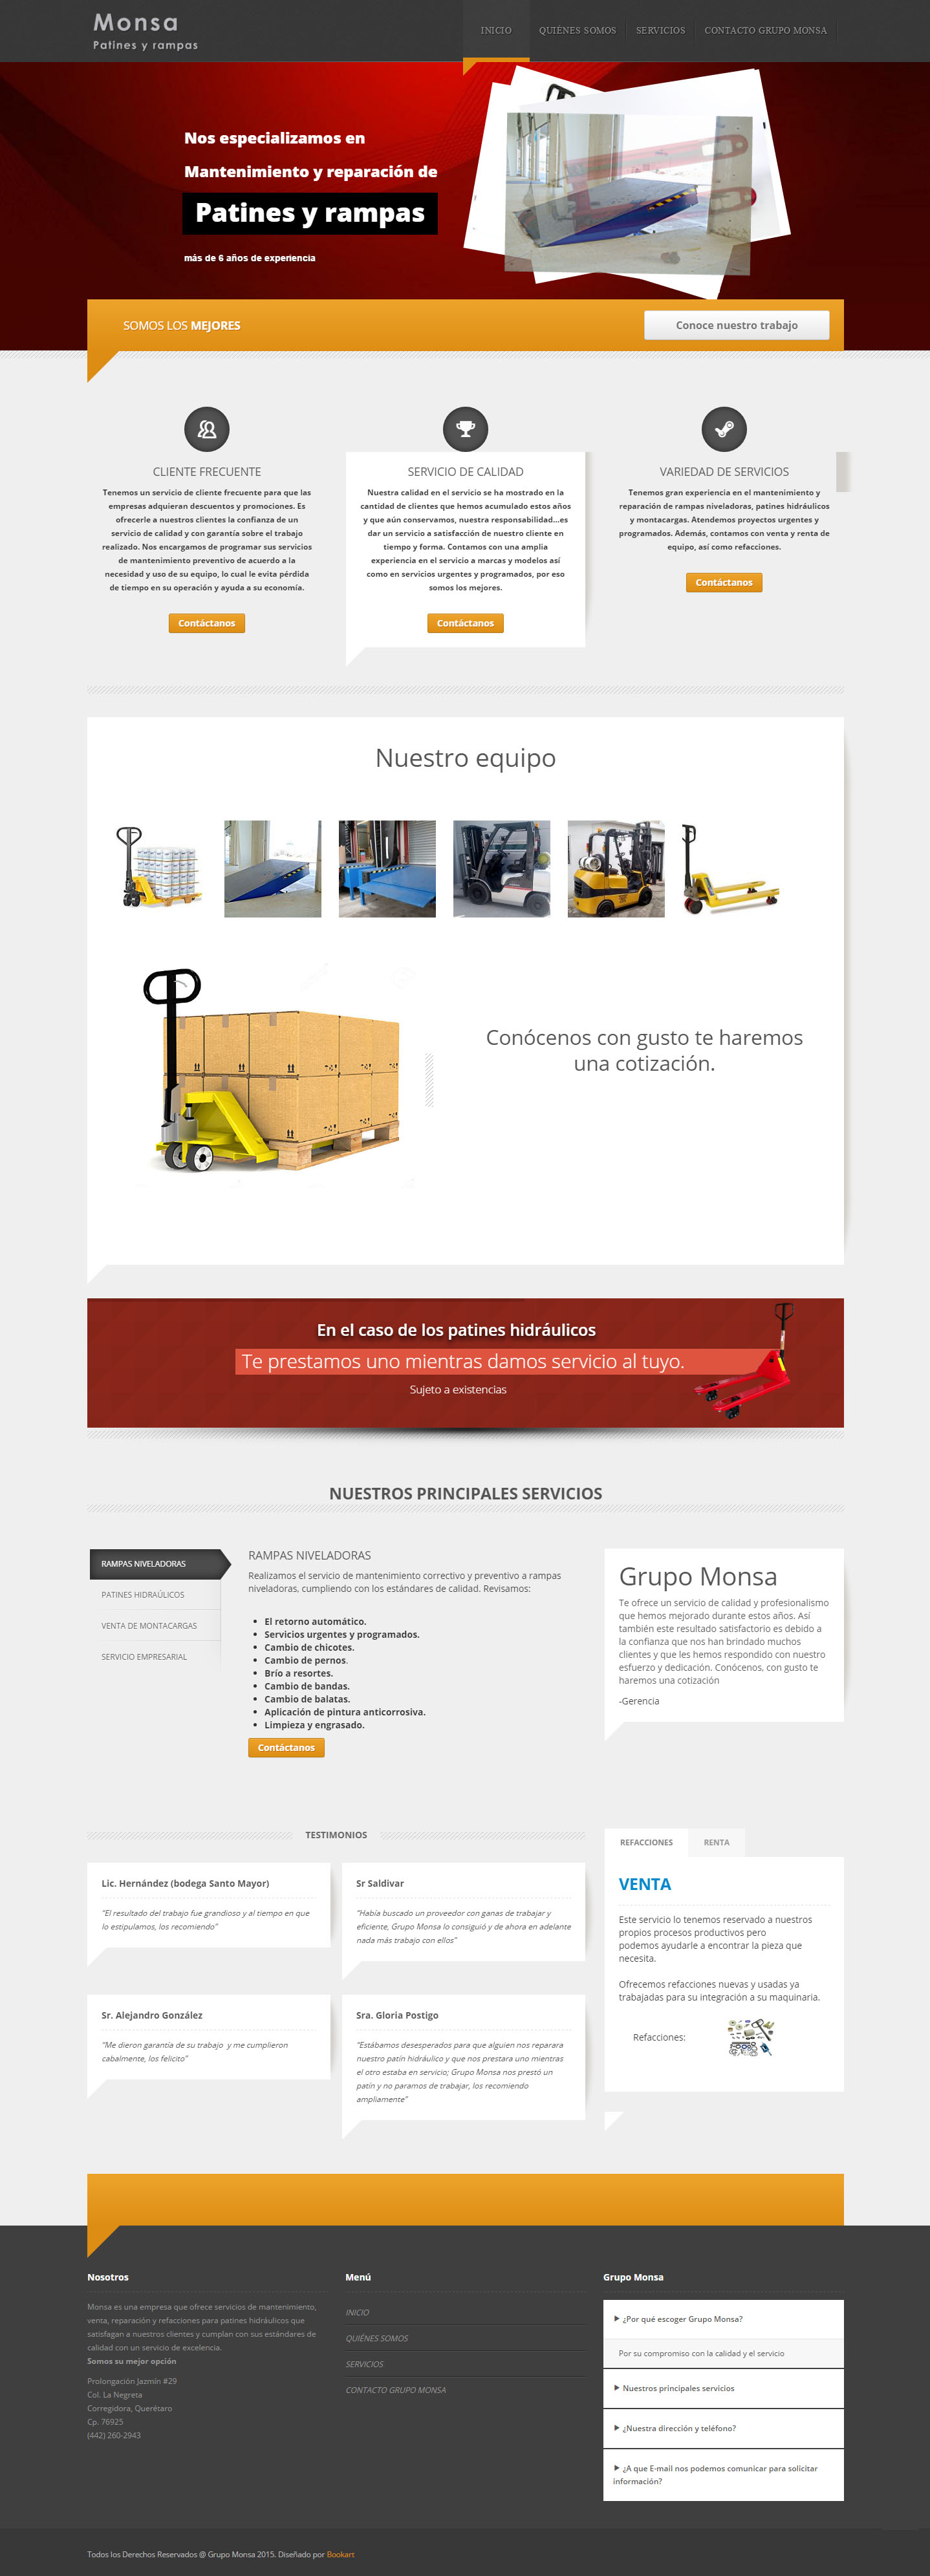 Monsa
Patines y rampas
INICIO
QUIÉNES SOMOS
SERVICIOS
CONTACTO GRUPO MONSA
Nos especializamos en
Mantenimiento y reparación de
Patines y rampas
más de 6 años de experiencia
SOMOS LOS MEJORES
Conoce nuestro trabajo
CLIENTE FRECUENTE
Tenemos un servicio de cliente frecuente para que las
empresas adquieran descuentos y promociones. Es
ofrecerle a nuestros clientes la confianza de un
servicio de calidad y con garantía sobre el trabajo
realizado. Nos encargamos de programar sus servicios
de mantenimiento preventivo de acuerdo a la
necesidad y uso de su equipo, lo cual le evita pérdida
de tiempo en su operación y ayuda a su economía.
Contáctanos
SERVICIO DE CALIDAD
Nuestra calidad en el servicio se ha mostrado en la
cantidad de clientes que hemos acumulado estos años
y que aún conservamos, nuestra responsabilidad...es
dar un servicio a satisfacción de nuestro cliente en
tiempo y forma. Contamos con una amplia
experiencia en el servicio a marcas y modelos así
como en servicios urgentes y programados, por eso
somos los mejores.
Contáctanos
VARIEDAD DE SERVICIOS
Tenemos gran experiencia en el mantenimiento y
reparación de rampas niveladoras, patines hidráulicos
y montacargas. Atendemos proyectos urgentes y
programados. Además, contamos con venta y renta de
equipo, así como refacciones.
Contáctanos
Nuestro equipo
Conócenos con gusto te haremos
una cotización.
En el caso de los patines hidráulicos
Te prestamos uno mientras damos servicio al tuyo.
Sujeto a existencias
NUESTROS PRINCIPALES SERVICIOS
RAMPAS NIVELADORAS
PATINES HIDRAÚLICOS
VENTA DE MONTACARGAS
SERVICIO EMPRESARIAL
RAMPAS NIVELADORAS
Realizamos el servicio de mantenimiento correctivo y preventivo a rampas
niveladoras, cumpliendo con los estándares de calidad. Revisamos:
• El retorno automático.
• Servicios urgentes y programados.
• Cambio de chicotes.
• Cambio de pernos.
• Brío a resortes.
• Cambio de bandas.
• Cambio de balatas.
• Aplicación de pintura anticorrosiva.
• Limpieza y engrasado.
Contáctanos
Grupo Monsa
Te ofrece un servicio de calidad y profesionalismo
que hemos mejorado durante estos años. Así
también este resultado satisfactorio es debido a
la confianza que nos han brindado muchos
clientes y que les hemos respondido con nuestro
esfuerzo y dedicación. Conócenos, con gusto te
haremos una cotización
-Gerencia
TESTIMONIOS
Lic. Hernández (bodega Santo Mayor)
"El resultado del trabajo fue grandioso y al tiempo en que
lo estipulamos, los recomiendo"
Sr Saldivar
"Había buscado un proveedor con ganas de trabajar y
eficiente, Grupo Monsa lo consiguió y de ahora en adelante
nada más trabajo con ellos"
Sr. Alejandro González
"Me dieron garantía de su trabajo y me cumplieron
cabalmente, los felicito"
Sra. Gloria Postigo
"Estábamos desesperados para que alguien nos reparara
nuestro patín hidráulico y que nos prestara uno mientras
el otro estaba en servicio; Grupo Monsa nos prestó un
patín y no paramos de trabajar, los recomiendo
ampliamente"
REFACCIONES
RENTA
VENTA
Este servicio lo tenemos reservado a nuestros
propios procesos productivos pero
podemos ayudarle a encontrar la pieza que
necesita.
Ofrecemos refacciones nuevas y usadas ya
trabajadas para su integración a su maquinaria.
Refacciones:
Nosotros
Monsa es una empresa que ofrece servicios de mantenimiento,
venta, reparación y refacciones para patines hidráulicos que
satisfagan a nuestros clientes y cumplan con sus estándares de
calidad con un servicio de excelencia.
Somos su mejor opción
Prolongación Jazmín #29
Col. La Negreta
Corregidora, Querétaro
Cp. 76925
(442) 260-2943
Menú
INICIO
QUIÉNES SOMOS
SERVICIOS
CONTACTO GRUPO MONSA
Grupo Monsa
¿Por qué escoger Grupo Monsa?
Por su compromiso con la calidad y el servicio
Nuestros principales servicios
¿Nuestra dirección y teléfono?
¿A que E-mail nos podemos comunicar para solicitar
información?
Todos los Derechos Reservados @ Grupo Monsa 2015. Diseñado por Bookart